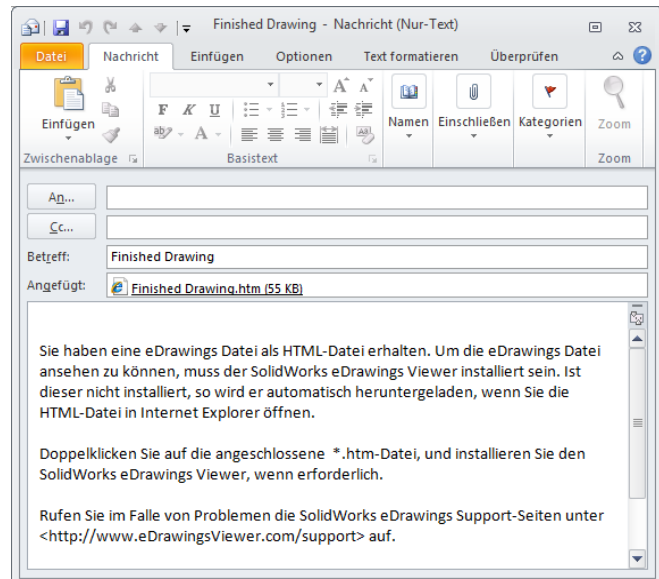 Finished Drawing - Nachricht (Nur-Text)
Datei Nachricht Einfügen Optionen Text formatieren Überprüfen
Einfügen
F K U
A A
ab A
Aa
Namen Einschließen Kategorien Zoom
Zwischenablage Basistext Zoom
An...
Cc...
Betreff: Finished Drawing
Angefügt: Finished Drawing.htm (55 KB)
Sie haben eine eDrawings Datei als HTML-Datei erhalten. Um die eDrawings Datei
ansehen zu können, muss der SolidWorks eDrawings Viewer installiert sein. Ist
dieser nicht installiert, so wird er automatisch heruntergeladen, wenn Sie die
HTML-Datei in Internet Explorer öffnen.
Doppelklicken Sie auf die angeschlossene *.htm-Datei, und installieren Sie den
SolidWorks eDrawings Viewer, wenn erforderlich.
Rufen Sie im Falle von Problemen die SolidWorks eDrawings Support-Seiten unter
<http://www.eDrawingsViewer.com/support> auf.